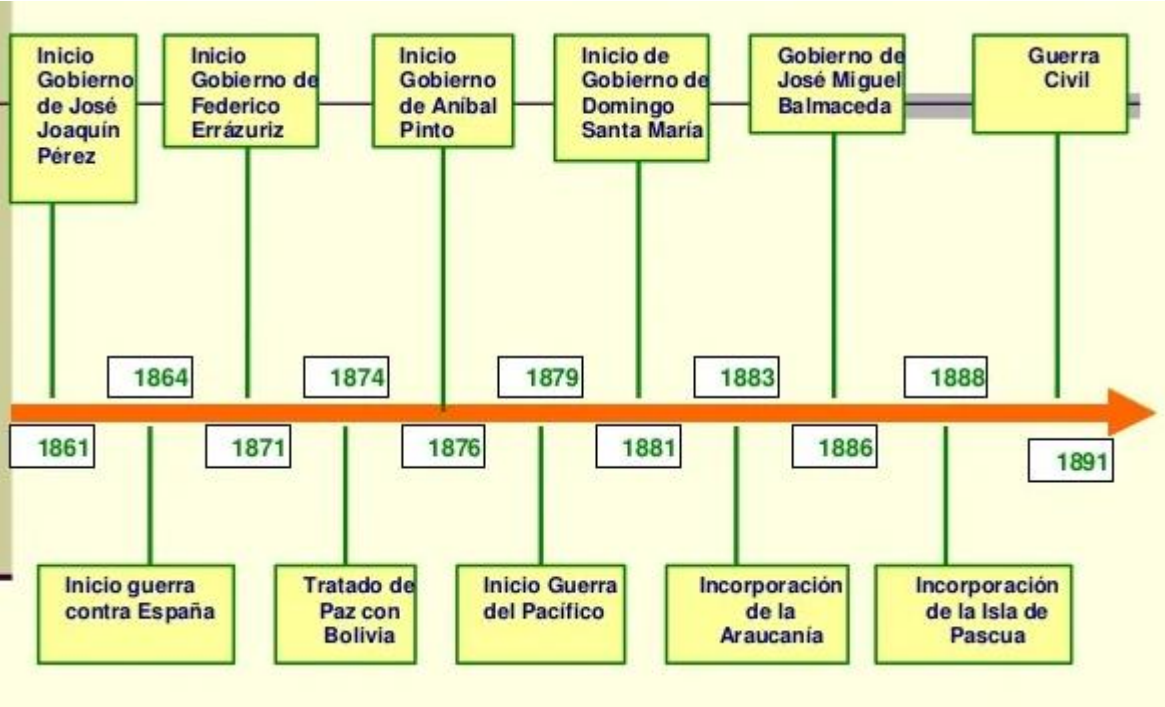 Inicio
Gobierno
de José
Joaquín
Pérez
Inicio
Gobierno de
Federico
Errázuriz
Inicio
Gobierno
de Aníbal
Pinto
Inicio de
Gobierno de
Domingo
Santa María
Gobierno de
José Miguel
Balmaceda
Guerra
Civil
1864
1874
1879
1883
1888
1861
1871
1876
1881
1886
1891
Inicio guerra
contra España
Tratado de
Paz con
Bolivia
Inicio Guerra
del Pacífico
Incorporación
de la
Araucanía
Incorporación
de la Isla de
Pascua